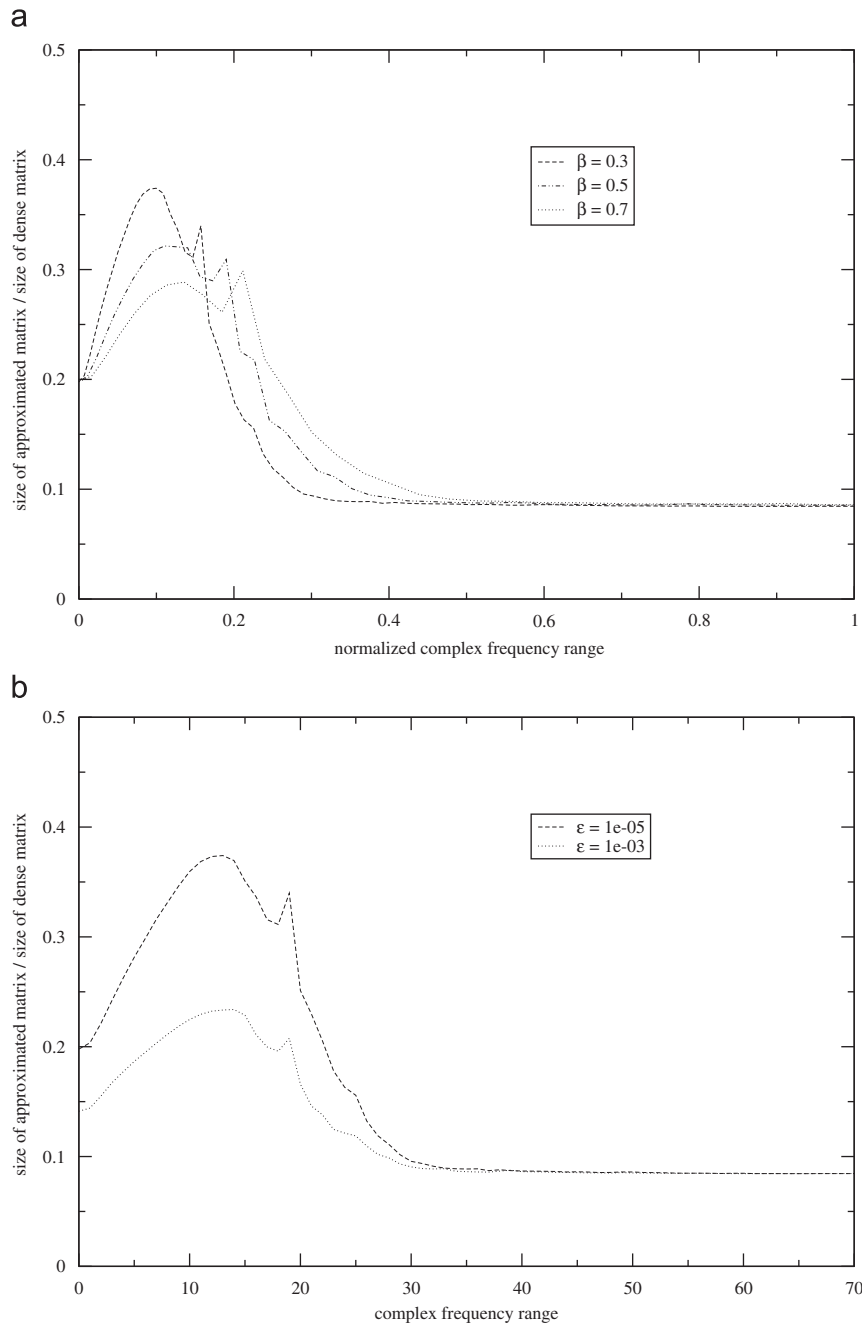 a
0.5
0.4
0.3
0.2
0.1
0
size of approximated matrix / size of dense matrix
β = 0.3
β = 0.5
β = 0.7
0 0.2 0.4 0.6 0.8 1
normalized complex frequency range
b
0.5
0.4
0.3
0.2
0.1
0
size of approximated matrix / size of dense matrix
ε = 1e-05
ε = 1e-03
0 10 20 30 40 50 60 70
complex frequency range